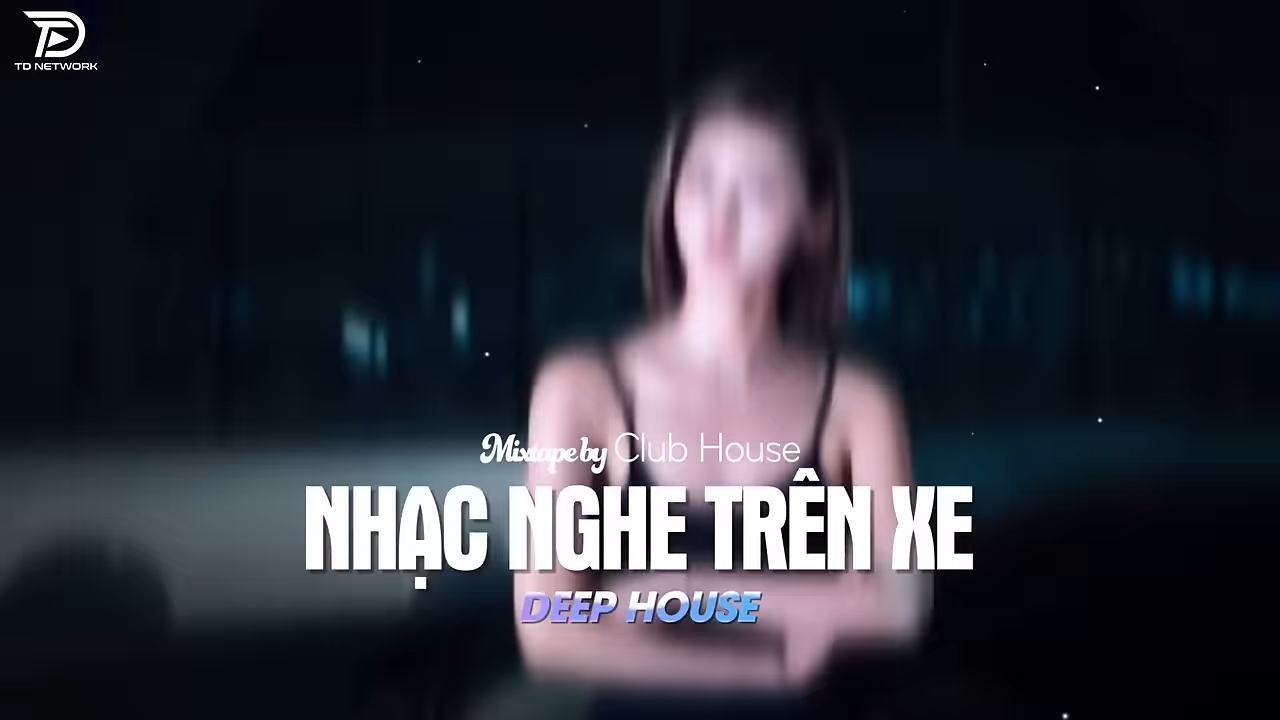 TD NETWORK
Mixtape by Club House
NHẠC NGHE TRÊN XE
DEEP HOUSE